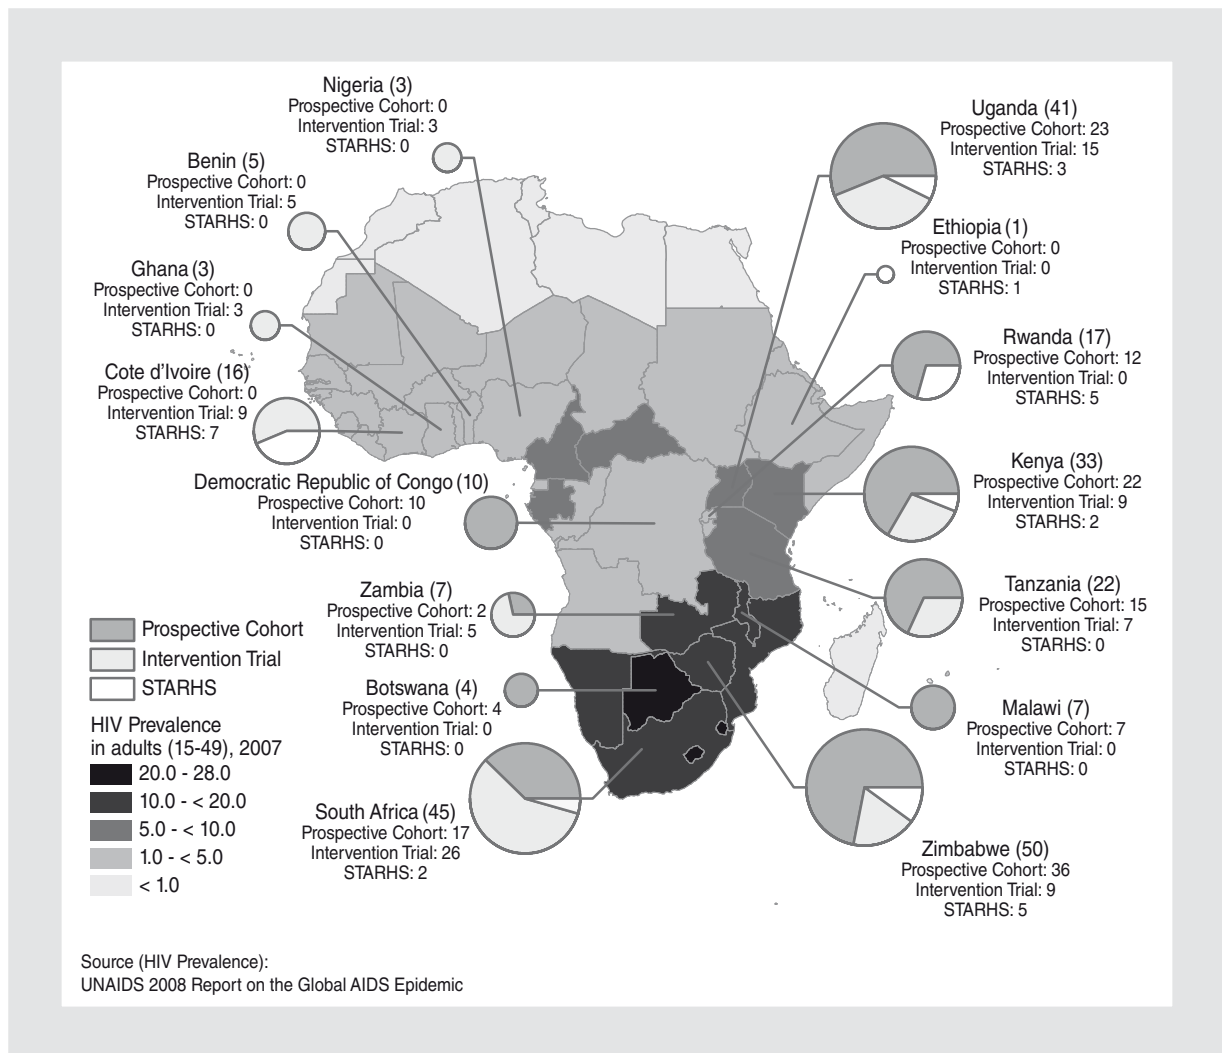 Nigeria (3)
Prospective Cohort: 0
Intervention Trial: 3
STARHS: 0
Benin (5)
Prospective Cohort: 0
Intervention Trial: 5
STARHS: 0
Ghana (3)
Prospective Cohort: 0
Intervention Trial: 3
STARHS: 0
Cote d'Ivoire (16)
Prospective Cohort: 0
Intervention Trial: 9
STARHS: 7
Democratic Republic of Congo (10)
Prospective Cohort: 10
Intervention Trial: 0
STARHS: 0
Zambia (7)
Prospective Cohort: 2
Intervention Trial: 5
STARHS: 0
Botswana (4)
Prospective Cohort: 4
Intervention Trial: 0
STARHS: 0
South Africa (45)
Prospective Cohort: 17
Intervention Trial: 26
STARHS: 2
Uganda (41)
Prospective Cohort: 23
Intervention Trial: 15
STARHS: 3
Ethiopia (1)
Prospective Cohort: 0
Intervention Trial: 0
STARHS: 1
Rwanda (17)
Prospective Cohort: 12
Intervention Trial: 0
STARHS: 5
Kenya (33)
Prospective Cohort: 22
Intervention Trial: 9
STARHS: 2
Tanzania (22)
Prospective Cohort: 15
Intervention Trial: 7
STARHS: 0
Malawi (7)
Prospective Cohort: 7
Intervention Trial: 0
STARHS: 0
Zimbabwe (50)
Prospective Cohort: 36
Intervention Trial: 9
STARHS: 5
Prospective Cohort
Intervention Trial
STARHS
HIV Prevalence
in adults (15-49), 2007
20.0 - 28.0
10.0 - < 20.0
5.0 - < 10.0
1.0 - < 5.0
< 1.0
Source (HIV Prevalence):
UNAIDS 2008 Report on the Global AIDS Epidemic